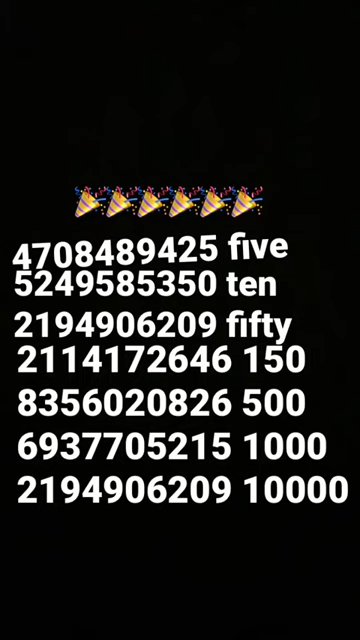 🎉🎉🎉🎉🎉🎉
4708489425 five
5249585350 ten
2194906209 fifty
2114172646 150
8356020826 500
6937705215 1000
2194906209 10000